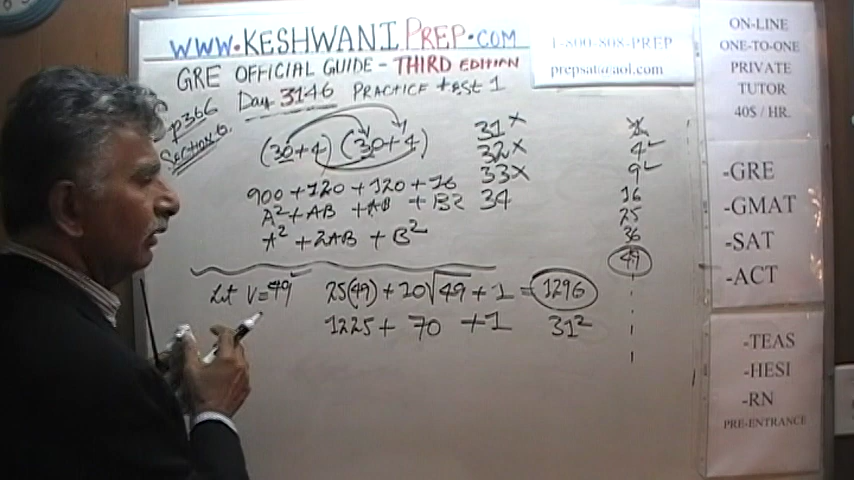 WWW.KESHWANIPREP.COM
1-800-808-PREP
prepsat@aol.com
GRE OFFICIAL GUIDE - THIRD EDITION
p366
Section 6.
Day 3146 PRACTICE test 1
(30+4) (30+4)
900+120+120+16
A²+AB +AB +B2
A² + 2AB + B²
31 x
32 x
33 x
34
1
4
9
16
25
36
49
Let V=49 25(49) + 10√49 + 1 = 1296
1225 + 70 +1 31²
ON-LINE
ONE-TO-ONE
PRIVATE
TUTOR
40$ / HR.
-GRE
-GMAT
-SAT
-ACT
-TEAS
-HESI
-RN
PRE-ENTRANCE